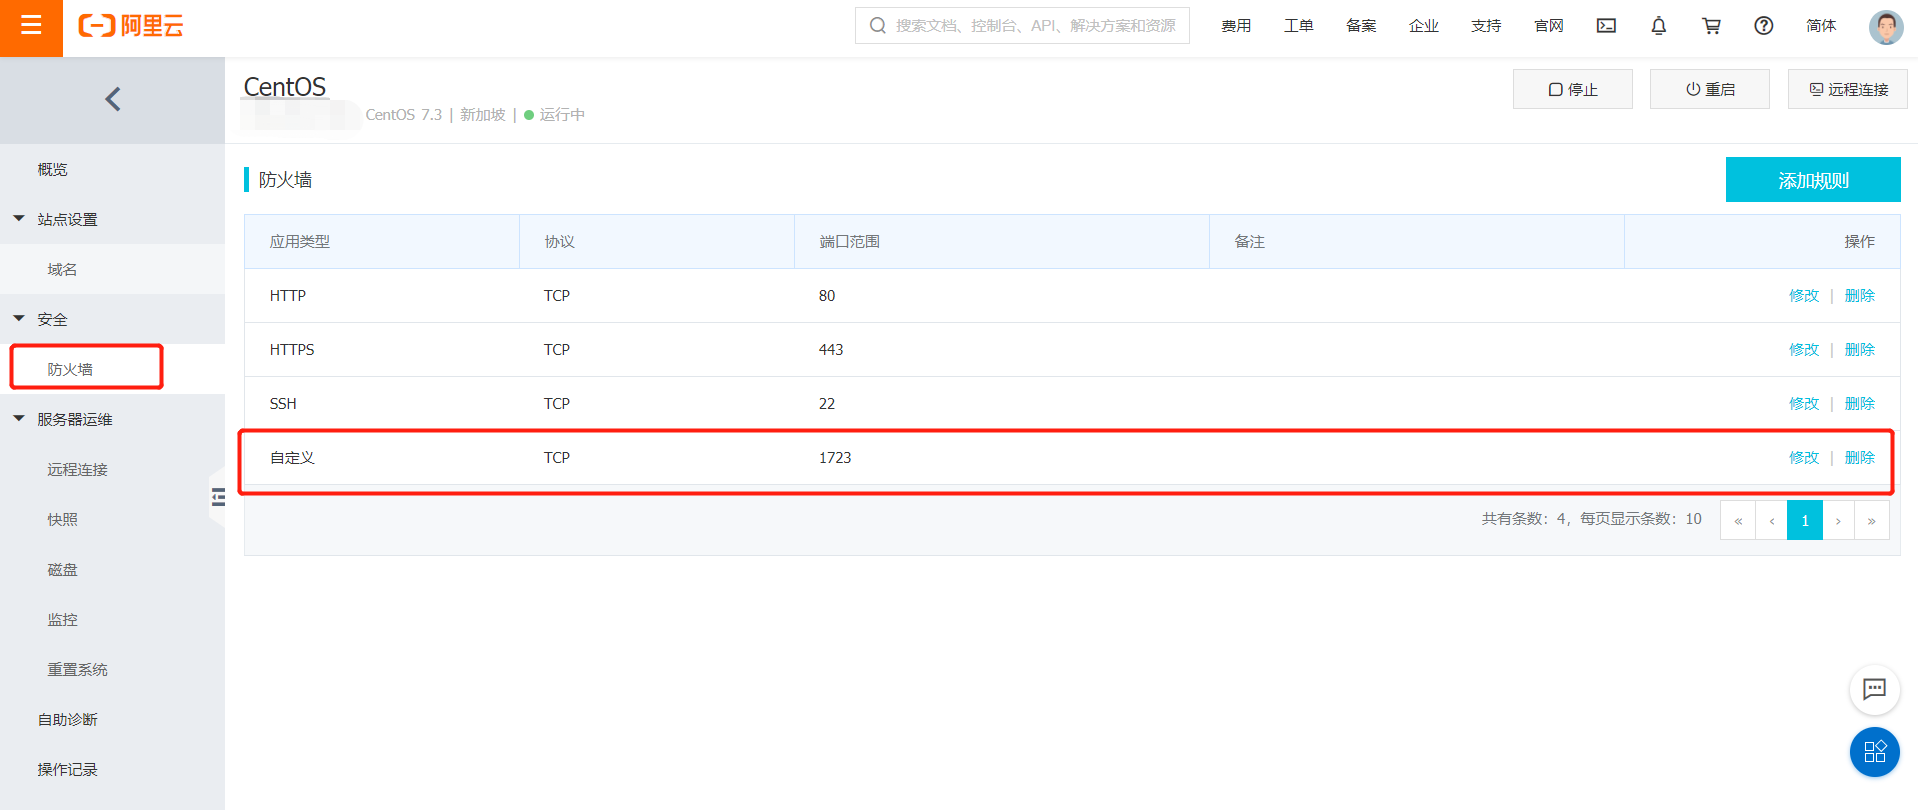 阿里云
搜索文档、控制台、API、解决方案和资源
费用 工单 备案 企业 支持 官网 简体
CentOS
CentOS 7.3 | 新加坡 | 运行中
停止 重启 远程连接
概览
站点设置
域名
安全
防火墙
服务器运维
远程连接
快照
磁盘
监控
重置系统
自助诊断
操作记录
防火墙
添加规则
应用类型 协议 端口范围 备注 操作
HTTP TCP 80 修改 | 删除
HTTPS TCP 443 修改 | 删除
SSH TCP 22 修改 | 删除
自定义 TCP 1723 修改 | 删除
共有条数：4，每页显示条数：10 « ‹ 1 › »